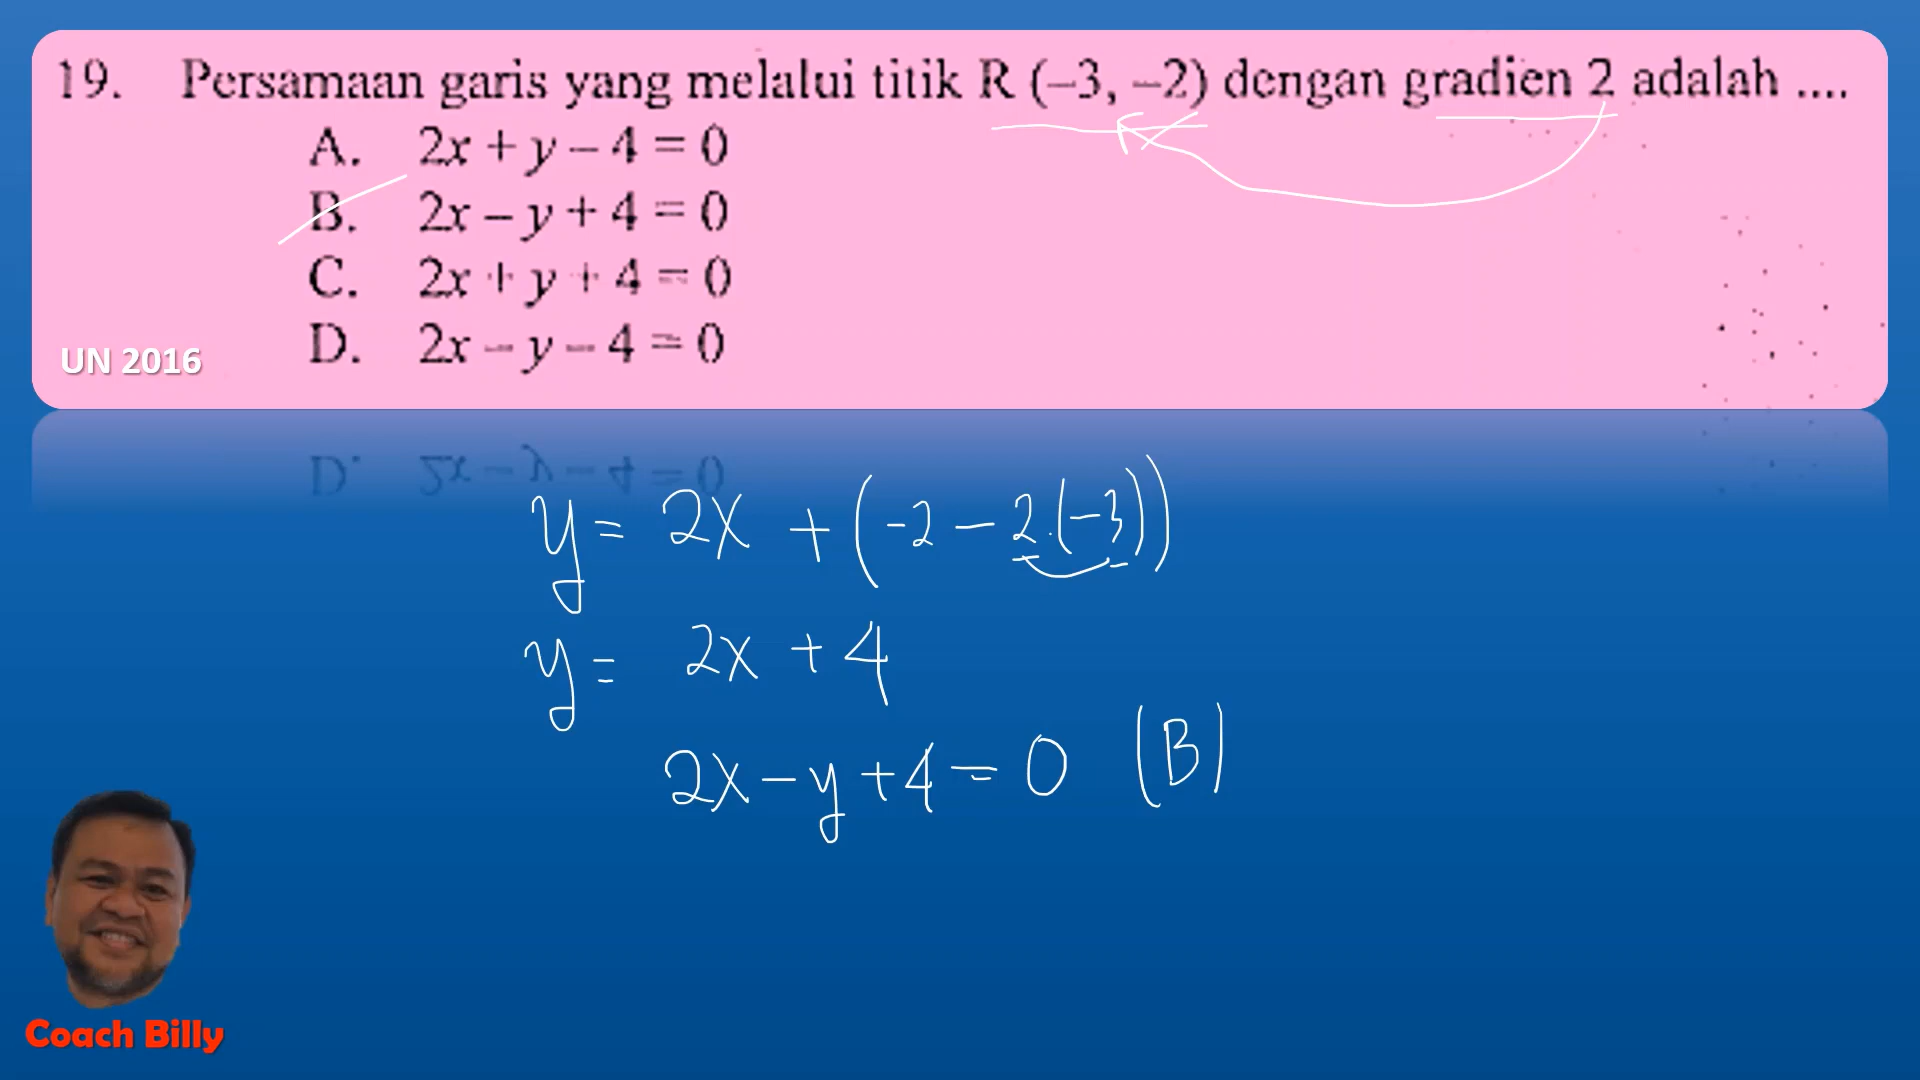 19. Persamaan garis yang melalui titik R (–3, –2) dengan gradien 2 adalah ....
A. 2x + y – 4 = 0
B. 2x – y + 4 = 0
C. 2x + y + 4 = 0
D. 2x – y – 4 = 0
UN 2016
y = 2x + (-2 – 2.(-3))
y = 2x + 4
2x – y + 4 = 0 (B)
Coach Billy